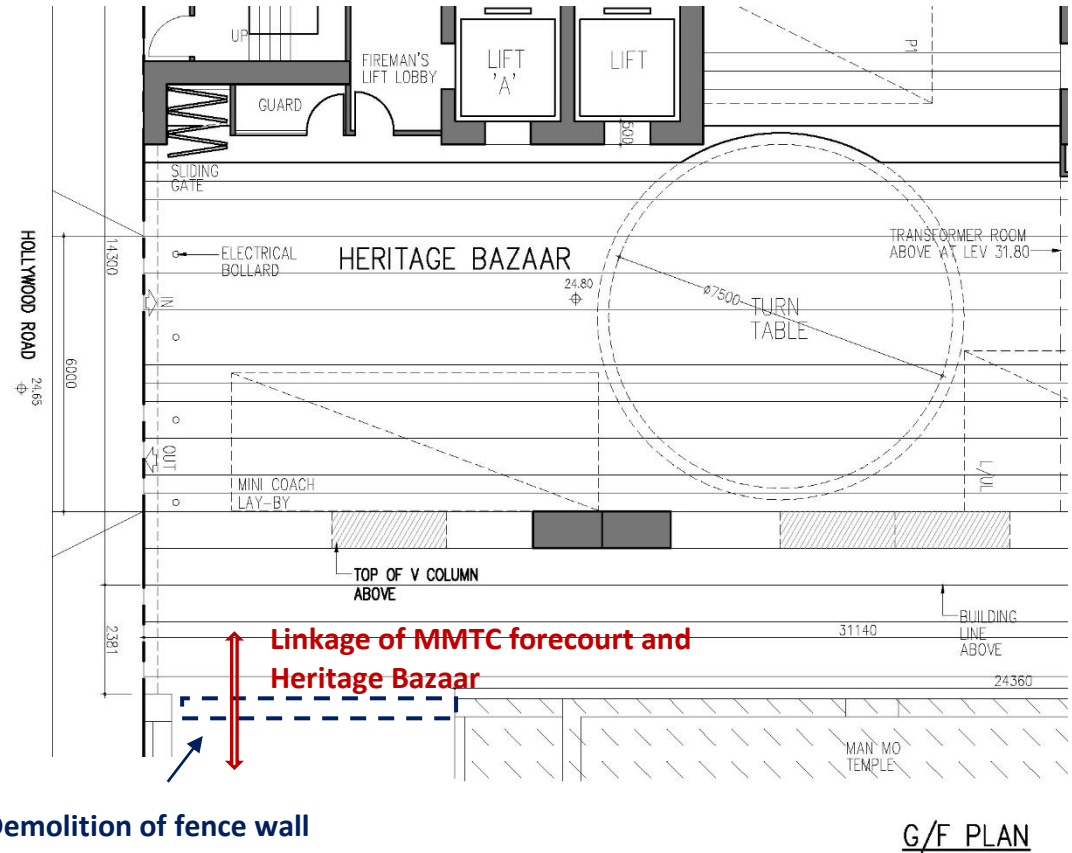 UP
FIREMAN'S
LIFT LOBBY
LIFT
'A'
LIFT
P1
GUARD
500
SLIDING
GATE
HOLLYWOOD ROAD
24.65
14300
6000
2381
ELECTRICAL
BOLLARD
HERITAGE BAZAAR
24.80
IN
OUT
ø7500
TURN
TABLE
TRANSFORMER ROOM
ABOVE AT LEV 31.80
MINI COACH
LAY-BY
L/UL
TOP OF V COLUMN
ABOVE
BUILDING
LINE
ABOVE
31140
24360
Linkage of MMTC forecourt and
Heritage Bazaar
MAN MO
TEMPLE
emolition of fence wall
G/F PLAN